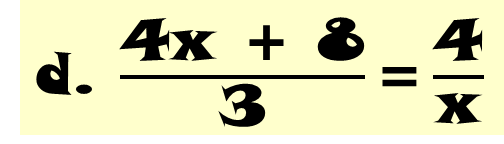 d. (4x + 8)/3 = 4/x